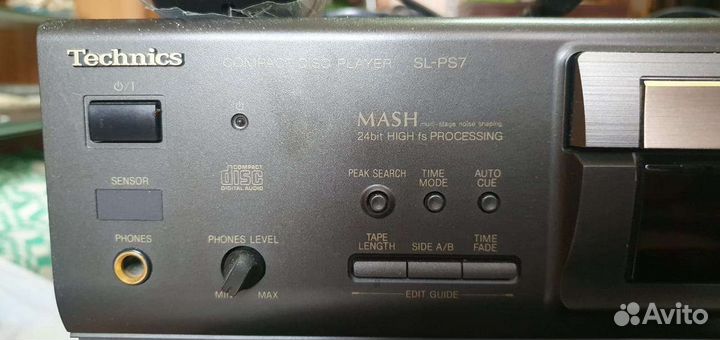 Technics
COMPACT DISC PLAYER SL-PS7
⏻/I
MASH multi-stage noise shaping
24bit HIGH fs PROCESSING
COMPACT
disc
DIGITAL AUDIO
SENSOR
PEAK SEARCH
TIME
MODE
AUTO
CUE
PHONES
PHONES LEVEL
MIN MAX
TAPE
LENGTH
SIDE A/B
TIME
FADE
EDIT GUIDE
Avito